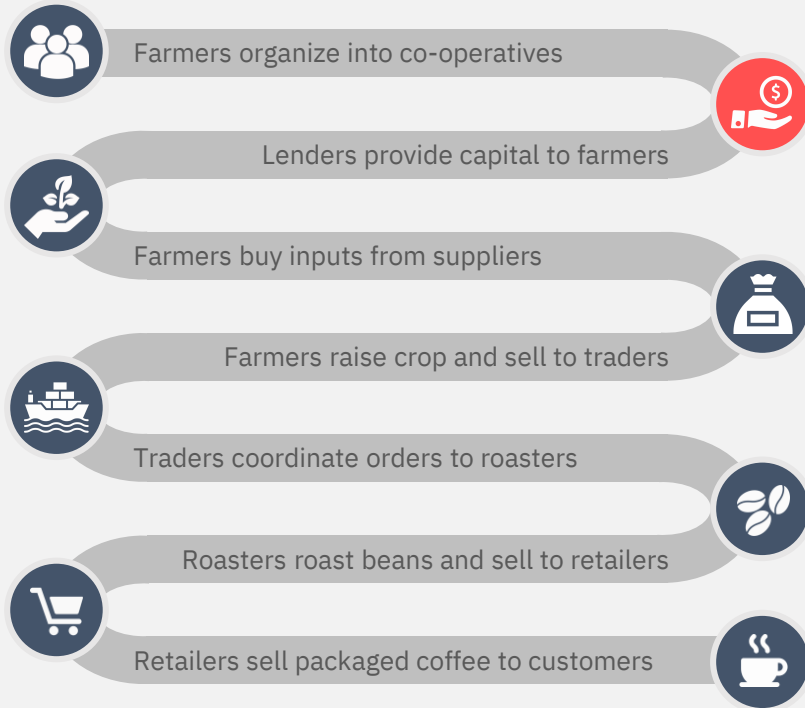 Farmers organize into co-operatives
$
Lenders provide capital to farmers
Farmers buy inputs from suppliers
Farmers raise crop and sell to traders
Traders coordinate orders to roasters
Roasters roast beans and sell to retailers
Retailers sell packaged coffee to customers